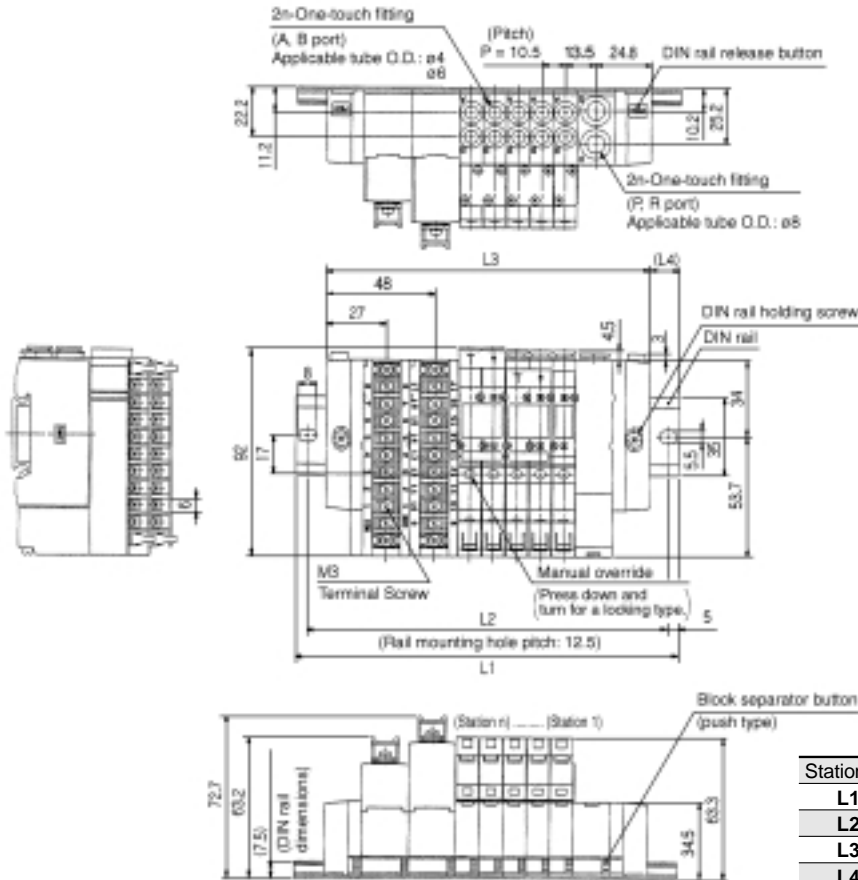 2n-One-touch fitting
(A, B port)
Applicable tube O.D.: ø4
ø6
(Pitch)
P = 10.5
13.5
24.8
DIN rail release button
22.2
11.2
10.2
25.2
2n-One-touch fitting
(P, R port)
Applicable tube O.D.: ø8
L3
(L4)
48
27
4.5
3
DIN rail holding screw
DIN rail
8
92
17
34
5.5
35
53.7
6
M3
Terminal Screw
Manual override
(Press down and
turn for a locking type.)
L2
5
(Rail mounting hole pitch: 12.5)
L1
Block separator button
(push type)
(Station n) (Station 1)
72.7
63.2
(7.5)
(DIN rail
dimensions)
34.5
63.3
Station
L1
L2
L3
L4